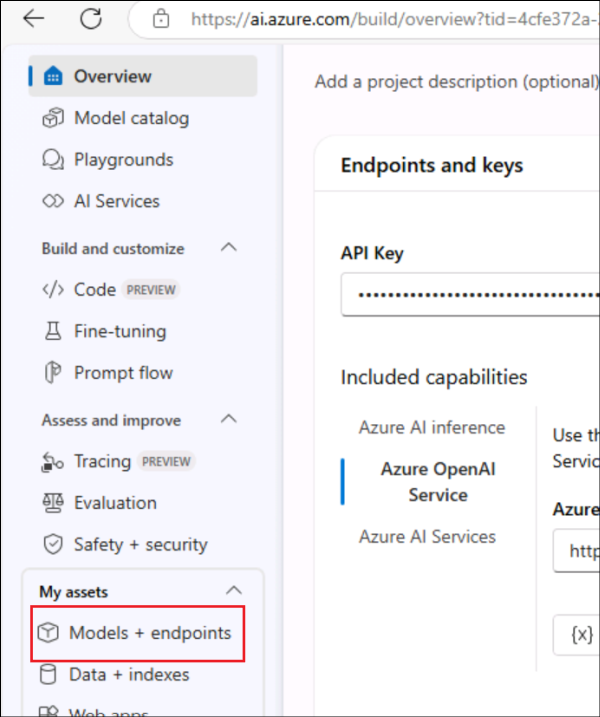 https://ai.azure.com/build/overview?tid=4cfe372a-
Overview
Model catalog
Playgrounds
AI Services
Build and customize
Code PREVIEW
Fine-tuning
Prompt flow
Assess and improve
Tracing PREVIEW
Evaluation
Safety + security
My assets
Models + endpoints
Data + indexes
Web apps
Add a project description (optional)
Endpoints and keys
API Key
Included capabilities
Azure AI inference
Azure OpenAI
Service
Azure AI Services
Use th
Servic
Azure
http
{x}